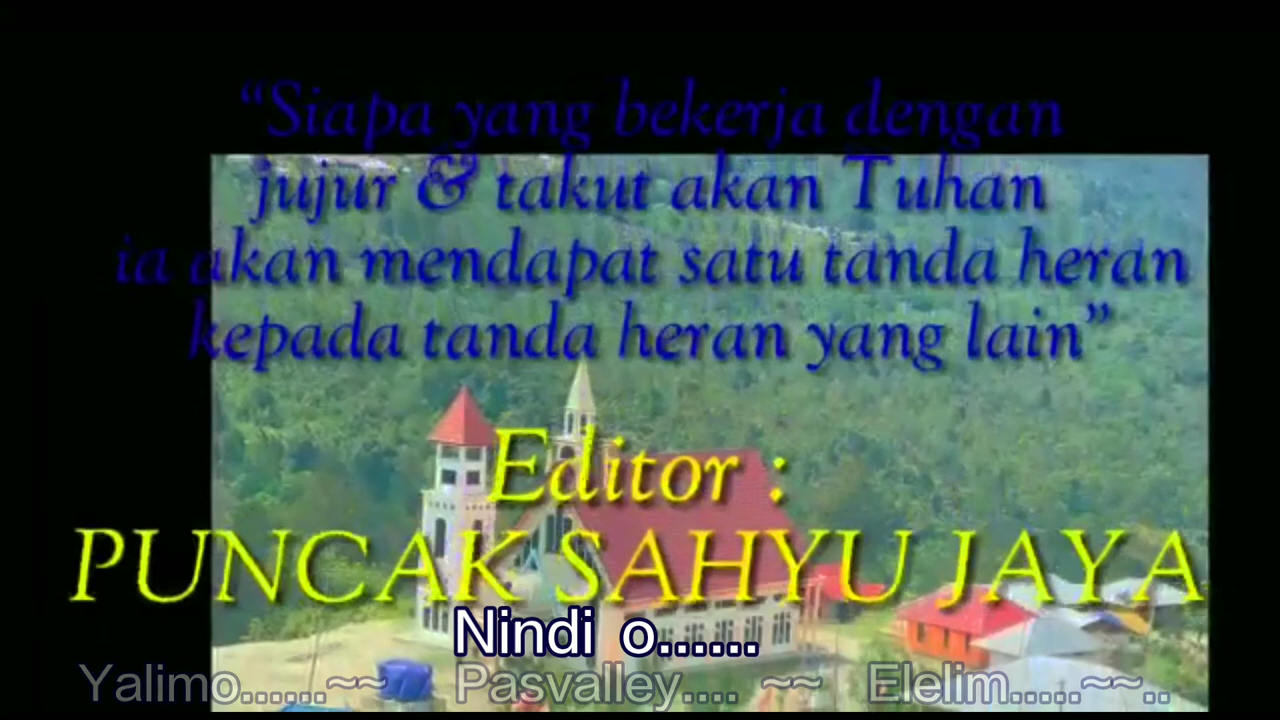 “Siapa yang bekerja dengan
jujur & takut akan Tuhan
ia akan mendapat satu tanda heran
kepada tanda heran yang lain”
Editor :
PUNCAK SAHYU JAYA
Nindi o......
Yalimo......~~ Pasvalley.... ~~ Elelim.....~~..